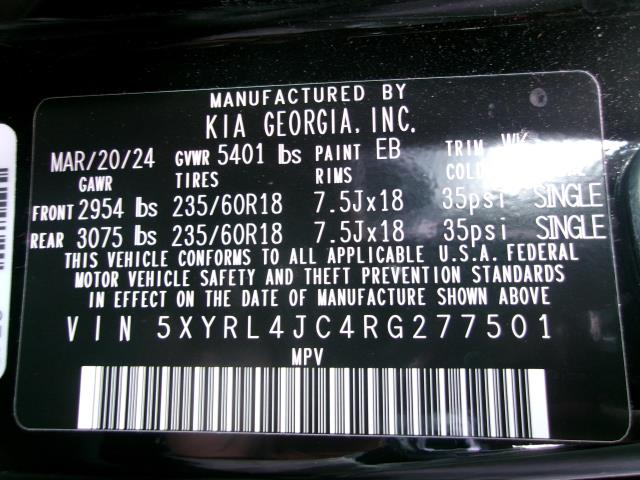 MANUFACTURED BY
KIA GEORGIA, INC.
MAR/20/24 GVWR 5401 lbs PAINT EB TRIM WK
GAWR TIRES RIMS COLD
FRONT 2954 lbs 235/60R18 7.5Jx18 35psi SINGLE
REAR 3075 lbs 235/60R18 7.5Jx18 35psi SINGLE
THIS VEHICLE CONFORMS TO ALL APPLICABLE U.S.A. FEDERAL
MOTOR VEHICLE SAFETY AND THEFT PREVENTION STANDARDS
IN EFFECT ON THE DATE OF MANUFACTURE SHOWN ABOVE
VIN 5XYRL4JC4RG277501
MPV